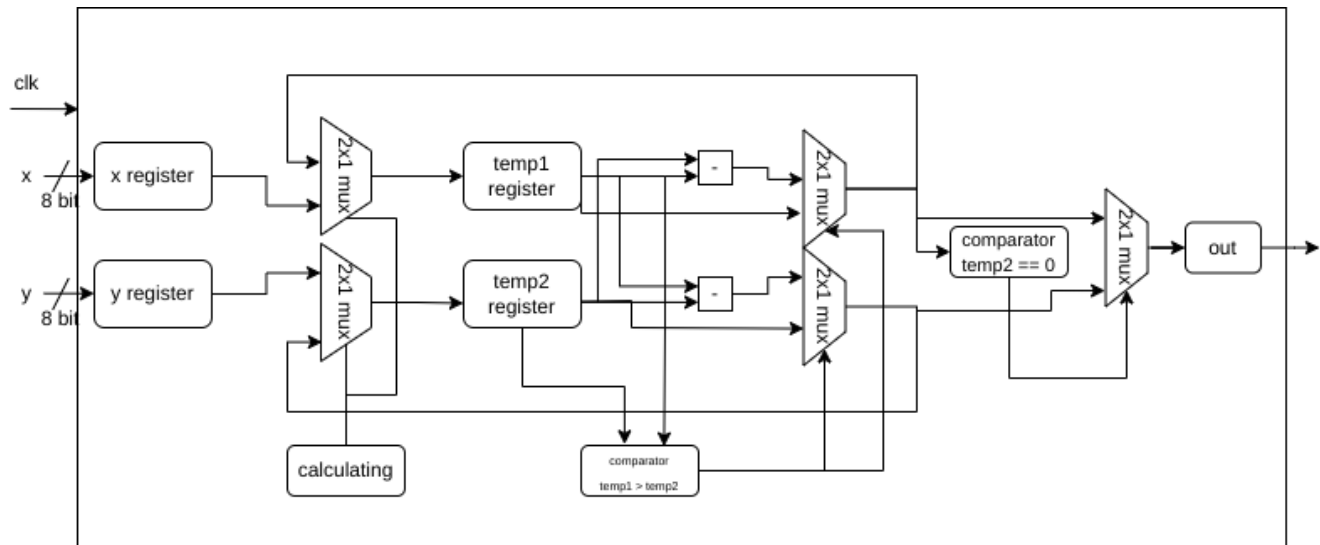 clk
x
8 bit
x register
2x1 mux
temp1
register
-
2x1 mux
y
8 bit
y register
2x1 mux
temp2
register
-
2x1 mux
comparator
temp2 == 0
2x1 mux
out
calculating
comparator
temp1 > temp2